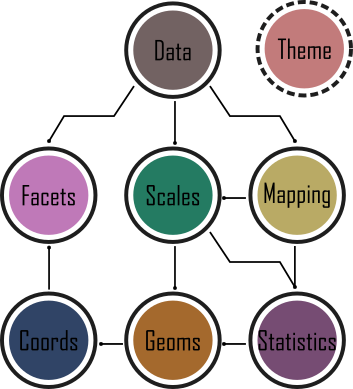 Data
Theme
Facets
Scales
Mapping
Coords
Geoms
Statistics